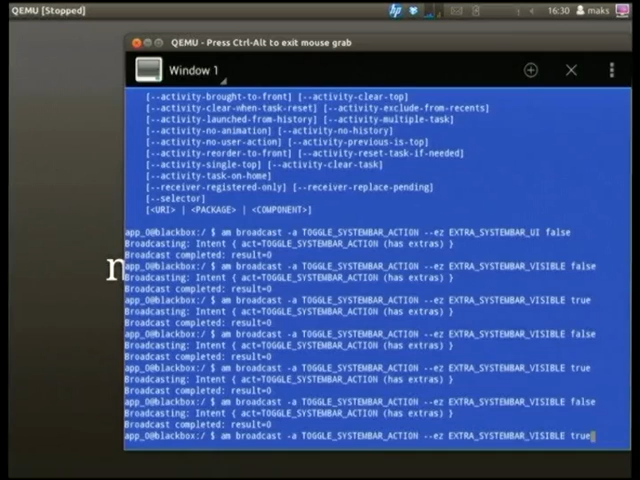 QEMU [Stopped]
16:30 maks
QEMU - Press Ctrl-Alt to exit mouse grab
Window 1
[--activity-brought-to-front] [--activity-clear-top]
[--activity-clear-when-task-reset] [--activity-exclude-from-recents]
[--activity-launched-from-history] [--activity-multiple-task]
[--activity-no-animation] [--activity-no-history]
[--activity-no-user-action] [--activity-previous-is-top]
[--activity-reorder-to-front] [--activity-reset-task-if-needed]
[--activity-single-top] [--activity-clear-task]
[--activity-task-on-home]
[--receiver-registered-only] [--receiver-replace-pending]
[--selector]
[<URI> | <PACKAGE> | <COMPONENT>]
app_0@blackbox:/ $ am broadcast -a TOGGLE_SYSTEMBAR_ACTION --ez EXTRA_SYSTEMBAR_UI false
Broadcasting: Intent { act=TOGGLE_SYSTEMBAR_ACTION (has extras) }
Broadcast completed: result=0
app_0@blackbox:/ $ am broadcast -a TOGGLE_SYSTEMBAR_ACTION --ez EXTRA_SYSTEMBAR_VISIBLE false
Broadcasting: Intent { act=TOGGLE_SYSTEMBAR_ACTION (has extras) }
Broadcast completed: result=0
app_0@blackbox:/ $ am broadcast -a TOGGLE_SYSTEMBAR_ACTION --ez EXTRA_SYSTEMBAR_VISIBLE true
Broadcasting: Intent { act=TOGGLE_SYSTEMBAR_ACTION (has extras) }
Broadcast completed: result=0
app_0@blackbox:/ $ am broadcast -a TOGGLE_SYSTEMBAR_ACTION --ez EXTRA_SYSTEMBAR_VISIBLE false
Broadcasting: Intent { act=TOGGLE_SYSTEMBAR_ACTION (has extras) }
Broadcast completed: result=0
app_0@blackbox:/ $ am broadcast -a TOGGLE_SYSTEMBAR_ACTION --ez EXTRA_SYSTEMBAR_VISIBLE true
Broadcasting: Intent { act=TOGGLE_SYSTEMBAR_ACTION (has extras) }
Broadcast completed: result=0
app_0@blackbox:/ $ am broadcast -a TOGGLE_SYSTEMBAR_ACTION --ez EXTRA_SYSTEMBAR_VISIBLE false
Broadcasting: Intent { act=TOGGLE_SYSTEMBAR_ACTION (has extras) }
Broadcast completed: result=0
app_0@blackbox:/ $ am broadcast -a TOGGLE_SYSTEMBAR_ACTION --ez EXTRA_SYSTEMBAR_VISIBLE true